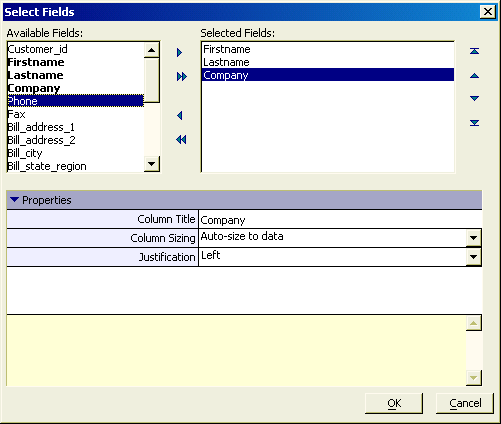 Select Fields
Available Fields:
Customer_id
Firstname
Lastname
Company
Phone
Fax
Bill_address_1
Bill_address_2
Bill_city
Bill_state_region
Selected Fields:
Firstname
Lastname
Company
Properties
Column Title Company
Column Sizing Auto-size to data
Justification Left
OK
Cancel